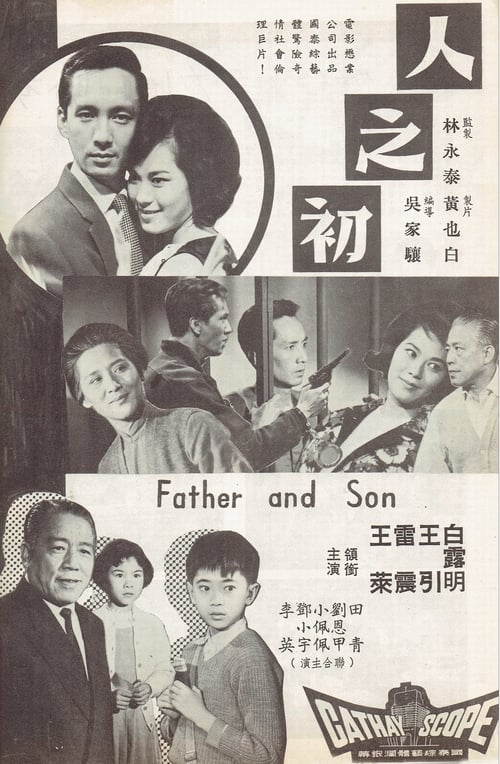 電影懋業
公司出品
國泰綜藝
體驚險奇
情社會倫
理巨片！
人之初
監製
林永泰
製片
黃也白
編導
吳家驤
Father and Son
領銜
主演
白露明
王引
雷震
王萊
田青
劉恩甲
小佩佩
鄧小宇
李英
(聯合主演)
CATHAY SCOPE
國泰綜藝體濶銀幕